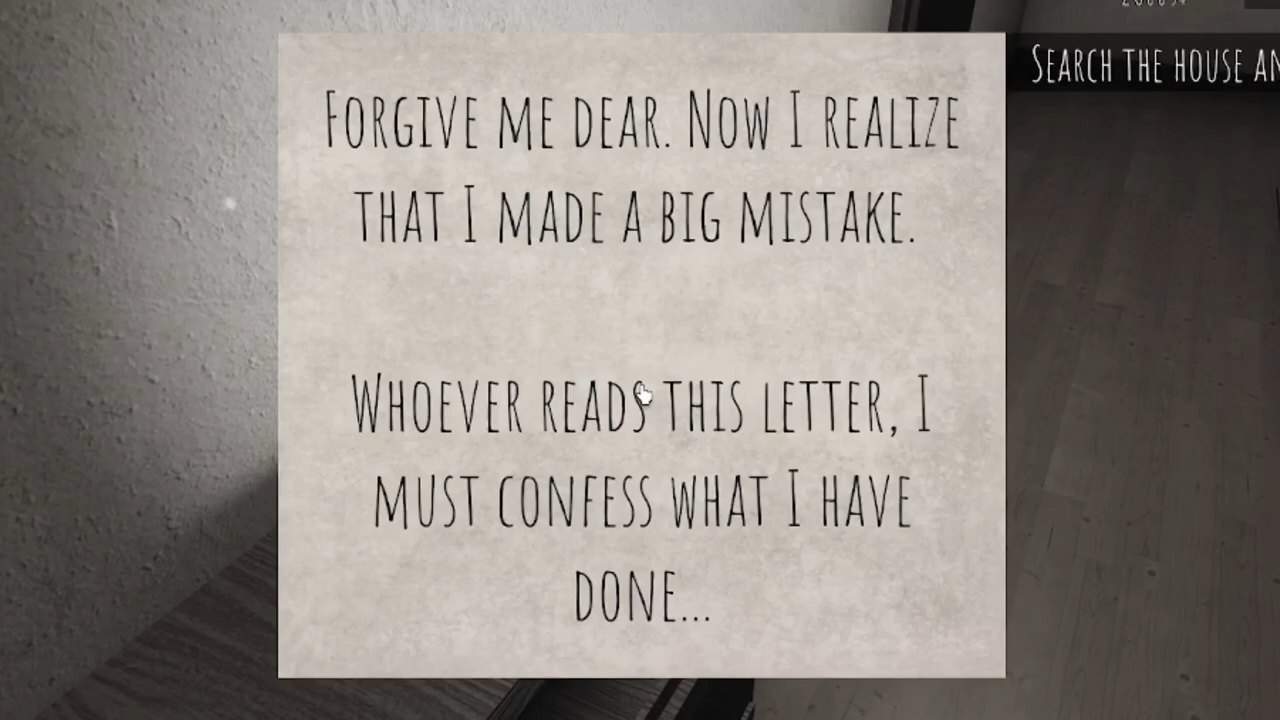 Search the house an
Forgive me dear. Now I realize
that I made a big mistake.
Whoever reads this letter, I
must confess what I have
done...